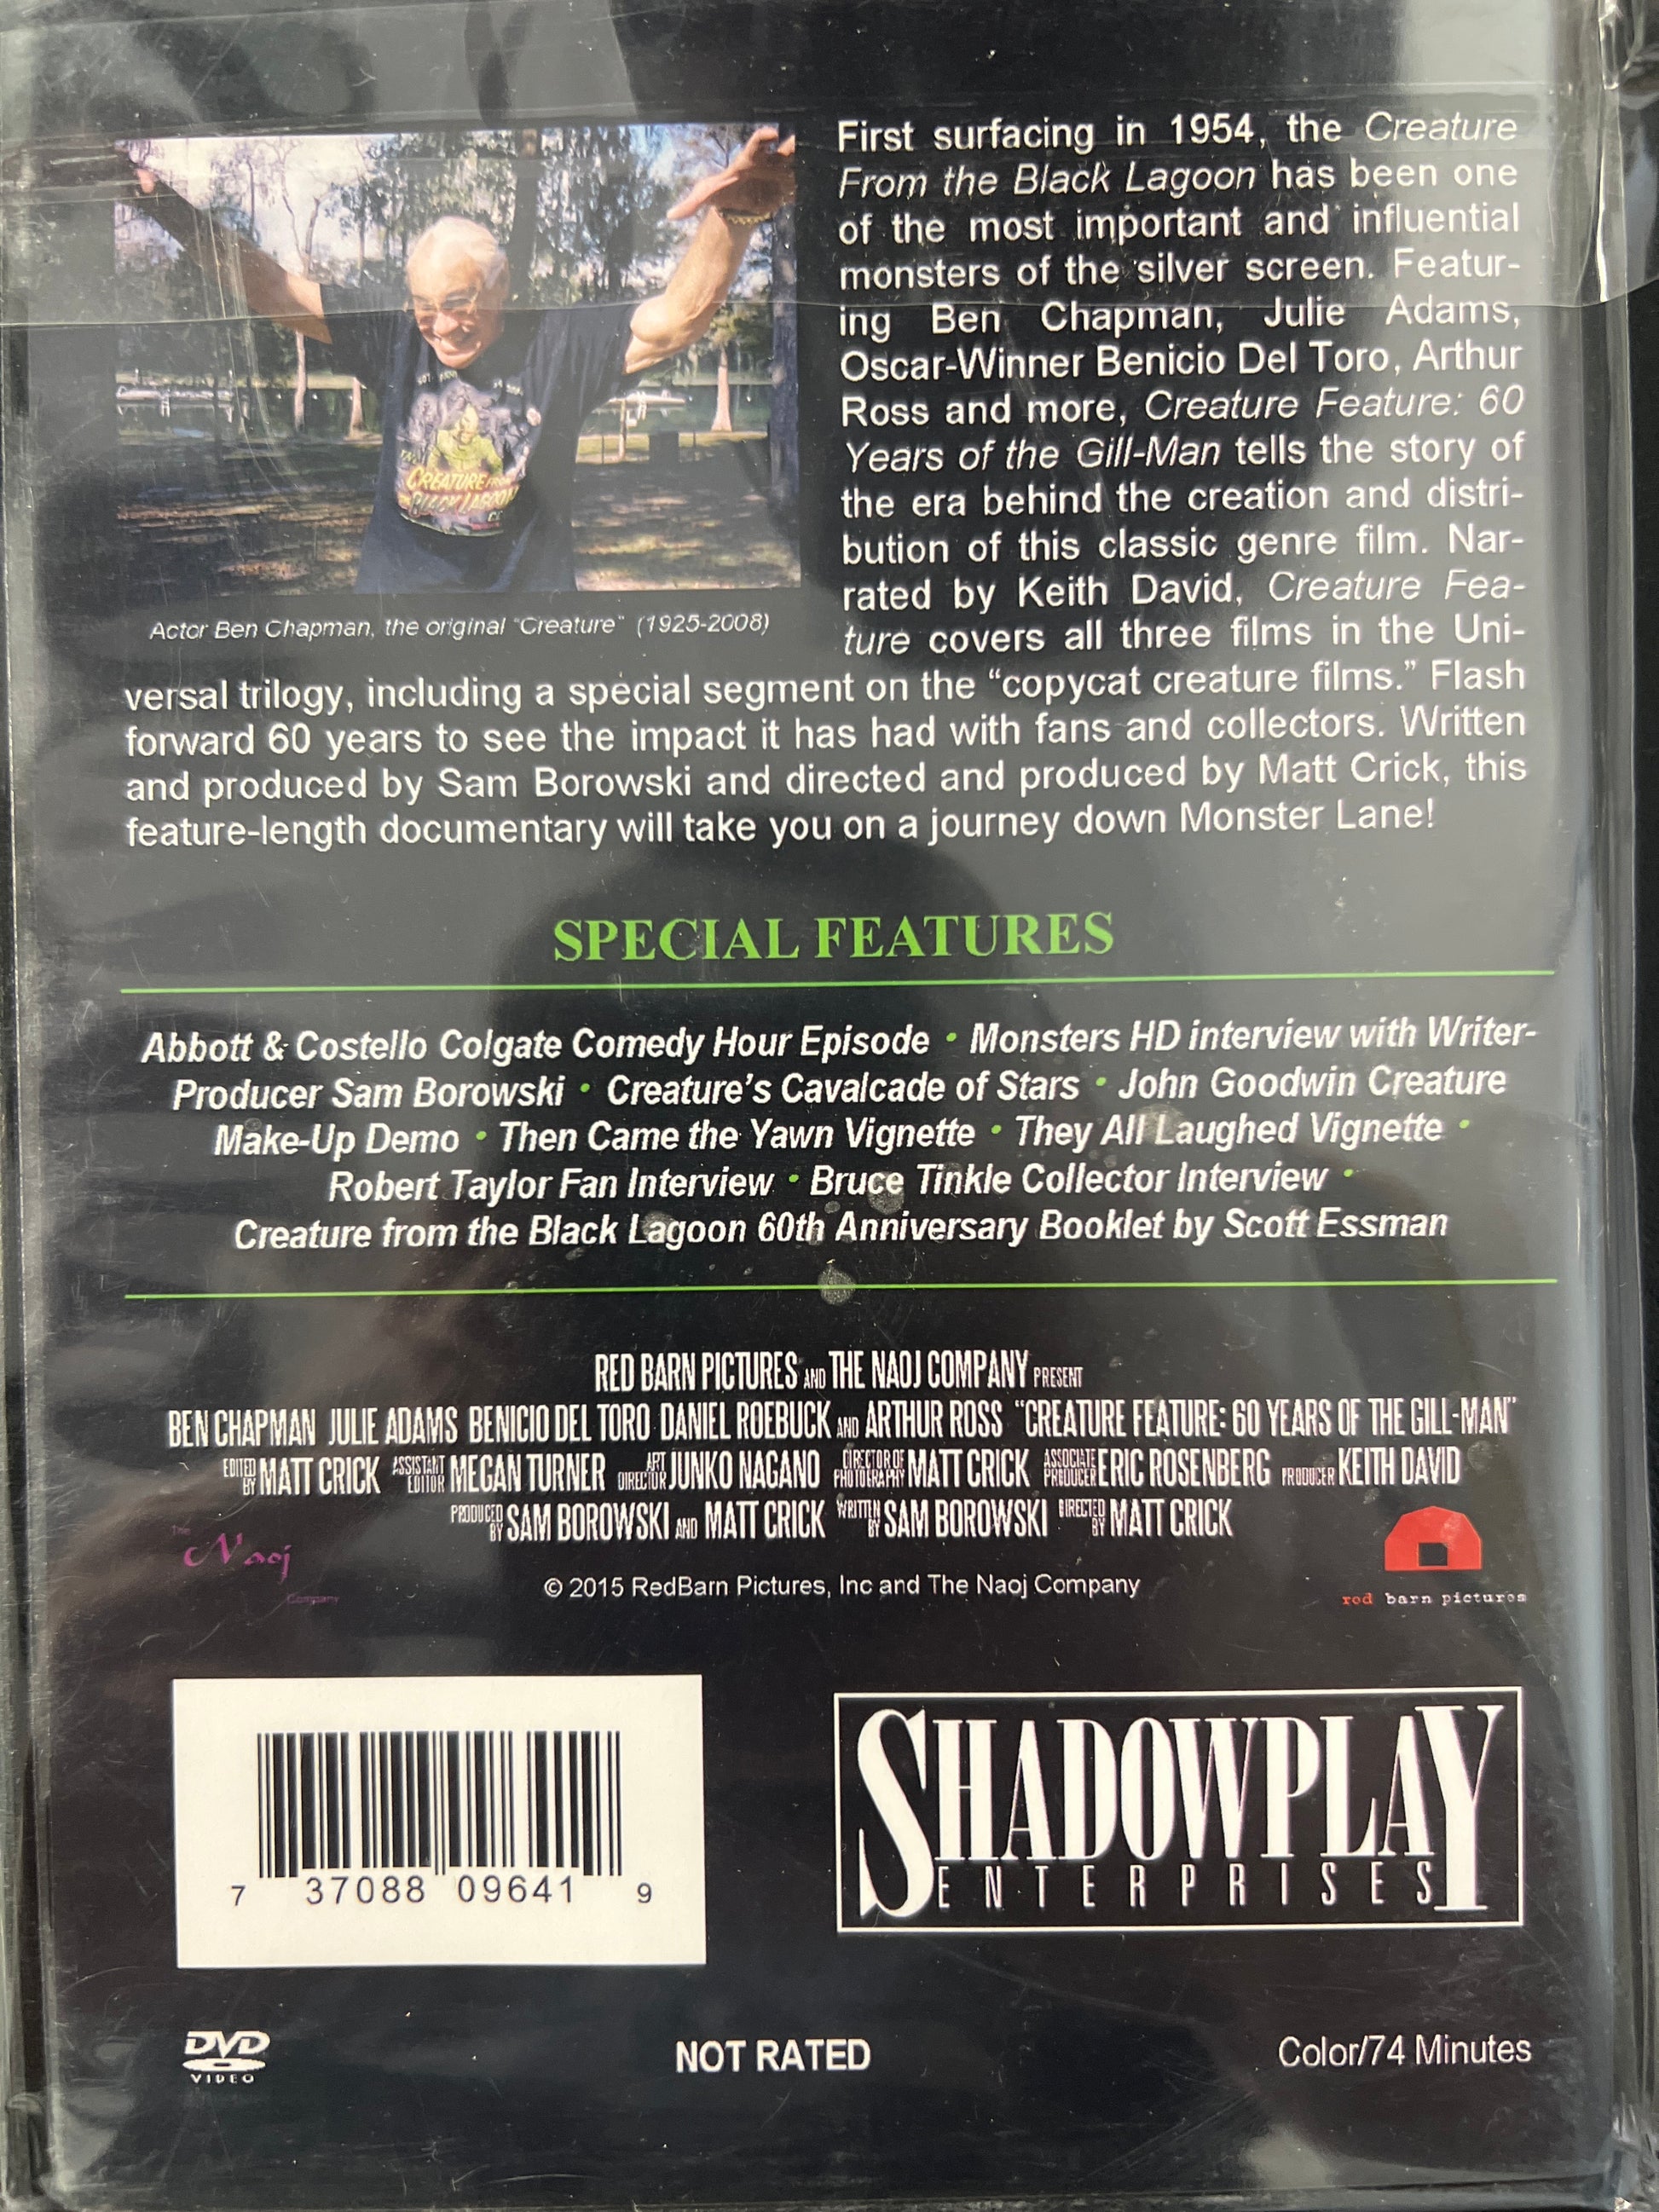 First surfacing in 1954, the Creature
From the Black Lagoon has been one
of the most important and influential
monsters of the silver screen. Featur-
ing Ben Chapman, Julie Adams,
Oscar-Winner Benicio Del Toro, Arthur
Ross and more, Creature Feature: 60
Years of the Gill-Man tells the story of
the era behind the creation and distri-
bution of this classic genre film. Nar-
rated by Keith David, Creature Fea-
ture covers all three films in the Uni-
versal trilogy, including a special segment on the “copycat creature films.” Flash
forward 60 years to see the impact it has had with fans and collectors. Written
and produced by Sam Borowski and directed and produced by Matt Crick, this
feature-length documentary will take you on a journey down Monster Lane!
CREATURE FROM
BLACK LAGOON
Actor Ben Chapman, the original "Creature" (1925-2008)
SPECIAL FEATURES
Abbott & Costello Colgate Comedy Hour Episode • Monsters HD interview with Writer-
Producer Sam Borowski • Creature's Cavalcade of Stars • John Goodwin Creature
Make-Up Demo • Then Came the Yawn Vignette • They All Laughed Vignette •
Robert Taylor Fan Interview • Bruce Tinkle Collector Interview •
Creature from the Black Lagoon 60th Anniversary Booklet by Scott Essman
RED BARN PICTURES AND THE NAOJ COMPANY PRESENT
BEN CHAPMAN JULIE ADAMS BENICIO DEL TORO DANIEL ROEBUCK AND ARTHUR ROSS "CREATURE FEATURE: 60 YEARS OF THE GILL-MAN"
EDITED BY MATT CRICK ASSISTANT EDITOR MEGAN TURNER ART DIRECTOR JUNKO NAGANO DIRECTOR OF PHOTOGRAPHY MATT CRICK ASSOCIATE PRODUCER ERIC ROSENBERG PRODUCER KEITH DAVID
PRODUCED BY SAM BOROWSKI AND MATT CRICK WRITTEN BY SAM BOROWSKI DIRECTED BY MATT CRICK
The
Naoj
Company
© 2015 RedBarn Pictures, Inc and The Naoj Company
red barn pictures
7 37088 09641 9
SHADOWPLAY
ENTERPRISES
DVD
VIDEO
NOT RATED
Color/74 Minutes